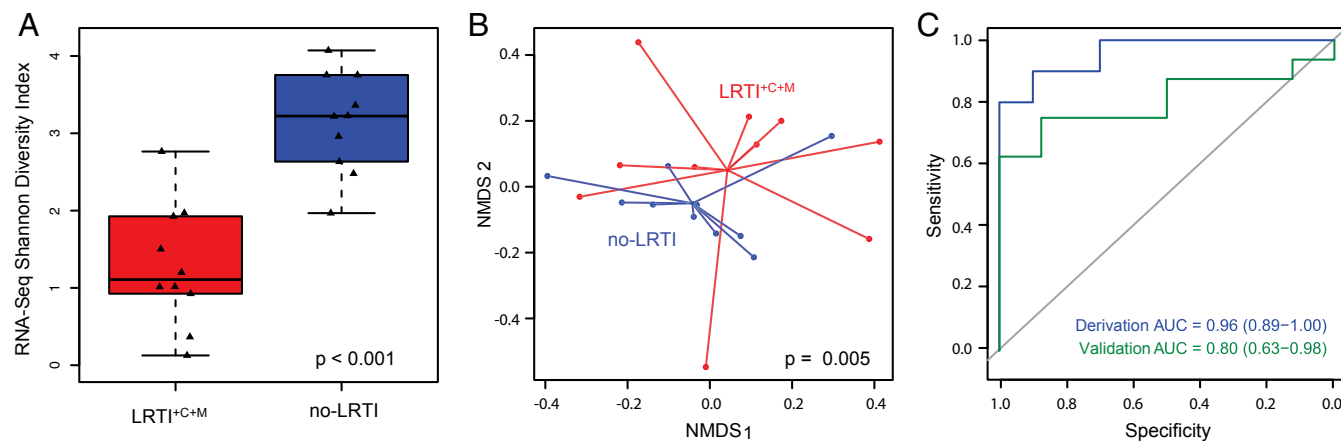 A
RNA-Seq Shannon Diversity Index
4
3
2
1
0
p < 0.001
LRTI+C+M
no-LRTI
B
NMDS 2
0.4
0.2
0.0
-0.2
-0.4
LRTI+C+M
no-LRTI
p = 0.005
-0.4
-0.2
0.0
0.2
0.4
NMDS1
C
Sensitivity
1.0
0.8
0.6
0.4
0.2
0.0
Derivation AUC = 0.96 (0.89−1.00)
Validation AUC = 0.80 (0.63−0.98)
1.0
0.8
0.6
0.4
0.2
0.0
Specificity